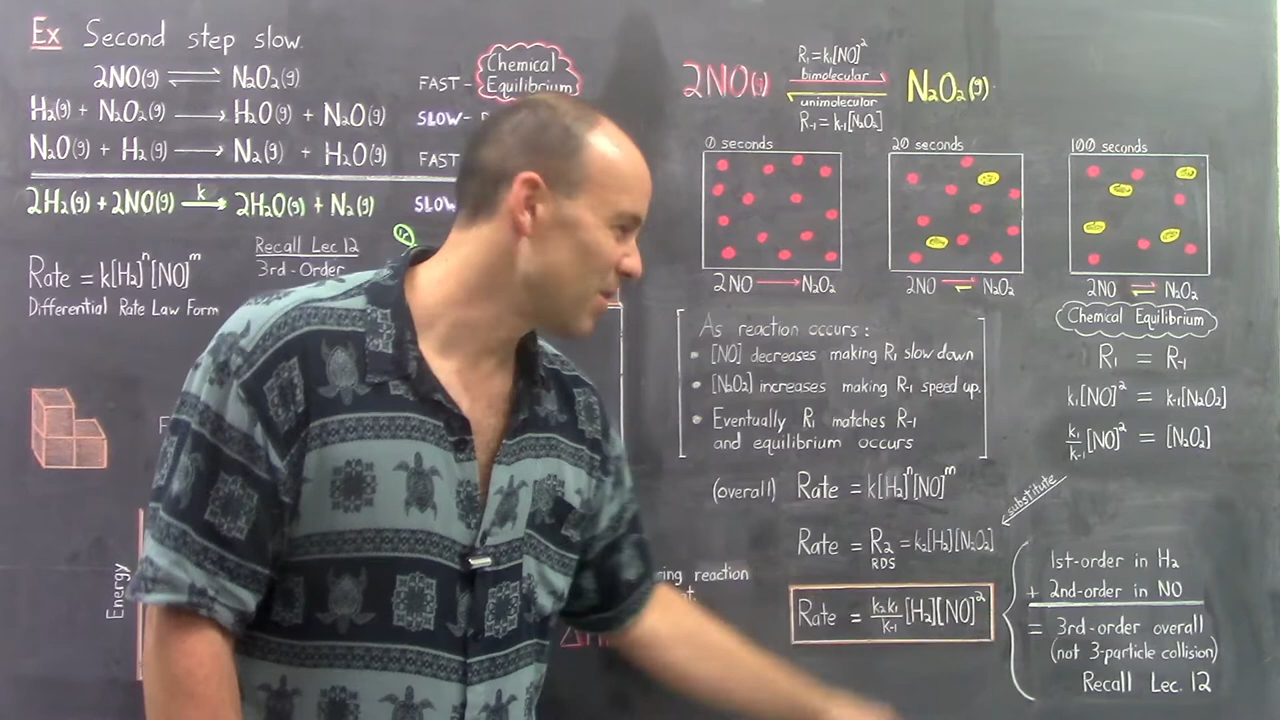 Ex Second step slow.
2NO(g) ⇌ N₂O₂(g) FAST-
Chemical
Equilibrium
H₂(g) + N₂O₂(g) → H₂O(g) + N₂O(g) SLOW-
N₂O(g) + H₂(g) → N₂(g) + H₂O(g) FAST
2H₂(g) + 2NO(g) →k 2H₂O(g) + N₂(g) SLOW
Recall Lec 12
3rd-Order
Rate = k[H₂]ⁿ[NO]ᵐ
Differential Rate Law Form
Energy
R₁ = k₁[NO]²
bimolecular
2NO(g) ⇌ N₂O₂(g)
unimolecular
R₋₁ = k₋₁[N₂O₂]
0 seconds
20 seconds
100 seconds
2NO → N₂O₂
2NO ⇌ N₂O₂
2NO ⇌ N₂O₂
As reaction occurs:
• [NO] decreases making R₁ slow down
• [N₂O₂] increases making R₋₁ speed up.
• Eventually R₁ matches R₋₁
and equilibrium occurs
Chemical Equilibrium
R₁ = R₋₁
k₁[NO]² = k₋₁[N₂O₂]
k₁/k₋₁ [NO]² = [N₂O₂]
substitute
(overall) Rate = k[H₂]ⁿ[NO]ᵐ
Rate = R₂ = k₂[H₂][N₂O₂]
RDS
Rate = k₂k₁/k₋₁ [H₂][NO]²
reaction
1st-order in H₂
+ 2nd-order in NO
= 3rd-order overall
(not 3-particle collision)
Recall Lec. 12